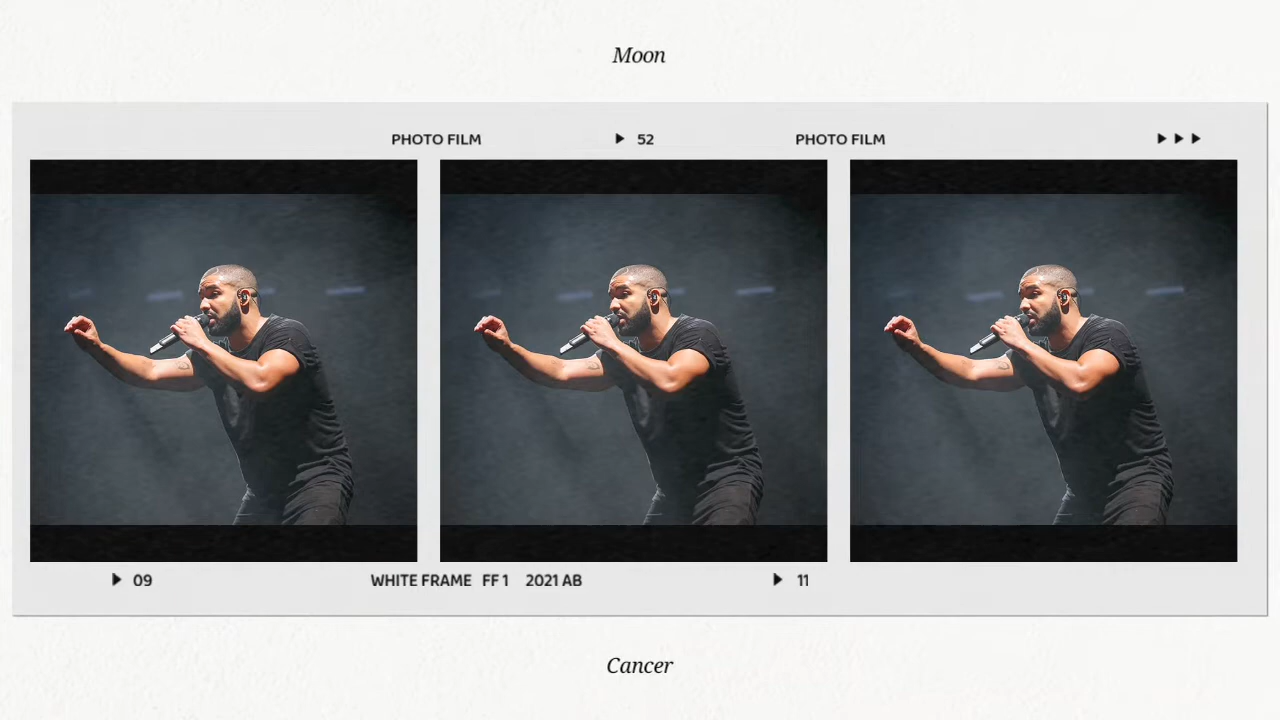 Moon
PHOTO FILM ▶ 52 PHOTO FILM ▶ ▶ ▶
▶ 09 WHITE FRAME FF 1 2021 AB ▶ 11
Cancer